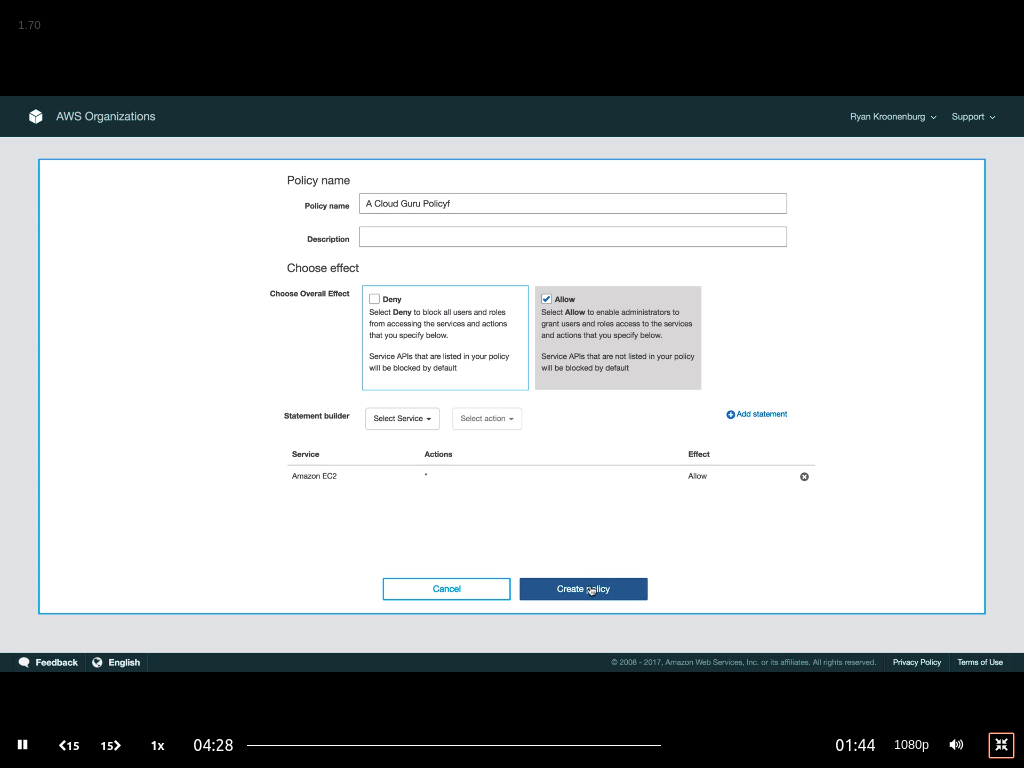 1.70
AWS Organizations
Ryan Kroonenburg
Support
Policy name
Policy name
A Cloud Guru Policyf
Description
Choose effect
Choose Overall Effect
Deny
Select Deny to block all users and roles
from accessing the services and actions
that you specify below.
Service APIs that are listed in your policy
will be blocked by default
Allow
Select Allow to enable administrators to
grant users and roles access to the services
and actions that you specify below.
Service APIs that are not listed in your policy
will be blocked by default
Statement builder
Select Service
Select action
Add statement
Service Actions Effect
Amazon EC2 * Allow
Cancel
Create policy
Feedback
English
© 2008 - 2017, Amazon Web Services, Inc. or its affiliates. All rights reserved.
Privacy Policy
Terms of Use
15
15
1x
04:28
01:44
1080p